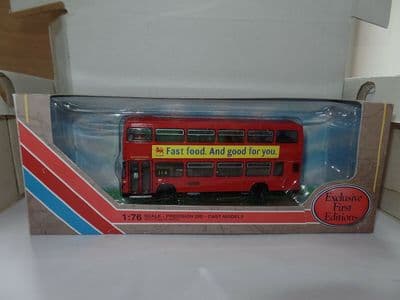 Fast food. And good for you.
1:76 SCALE - PRECISION DIE-CAST MODELS
Exclusive
First
Editions